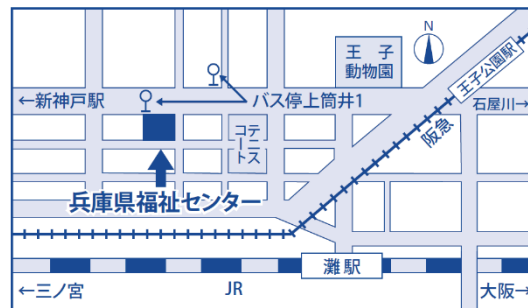 N
王子
動物園
王子公園駅
←新神戸駅
バス停上筒井1
石屋川→
阪急
テニス
コート
兵庫県福祉センター
灘駅
←三ノ宮
JR
大阪→